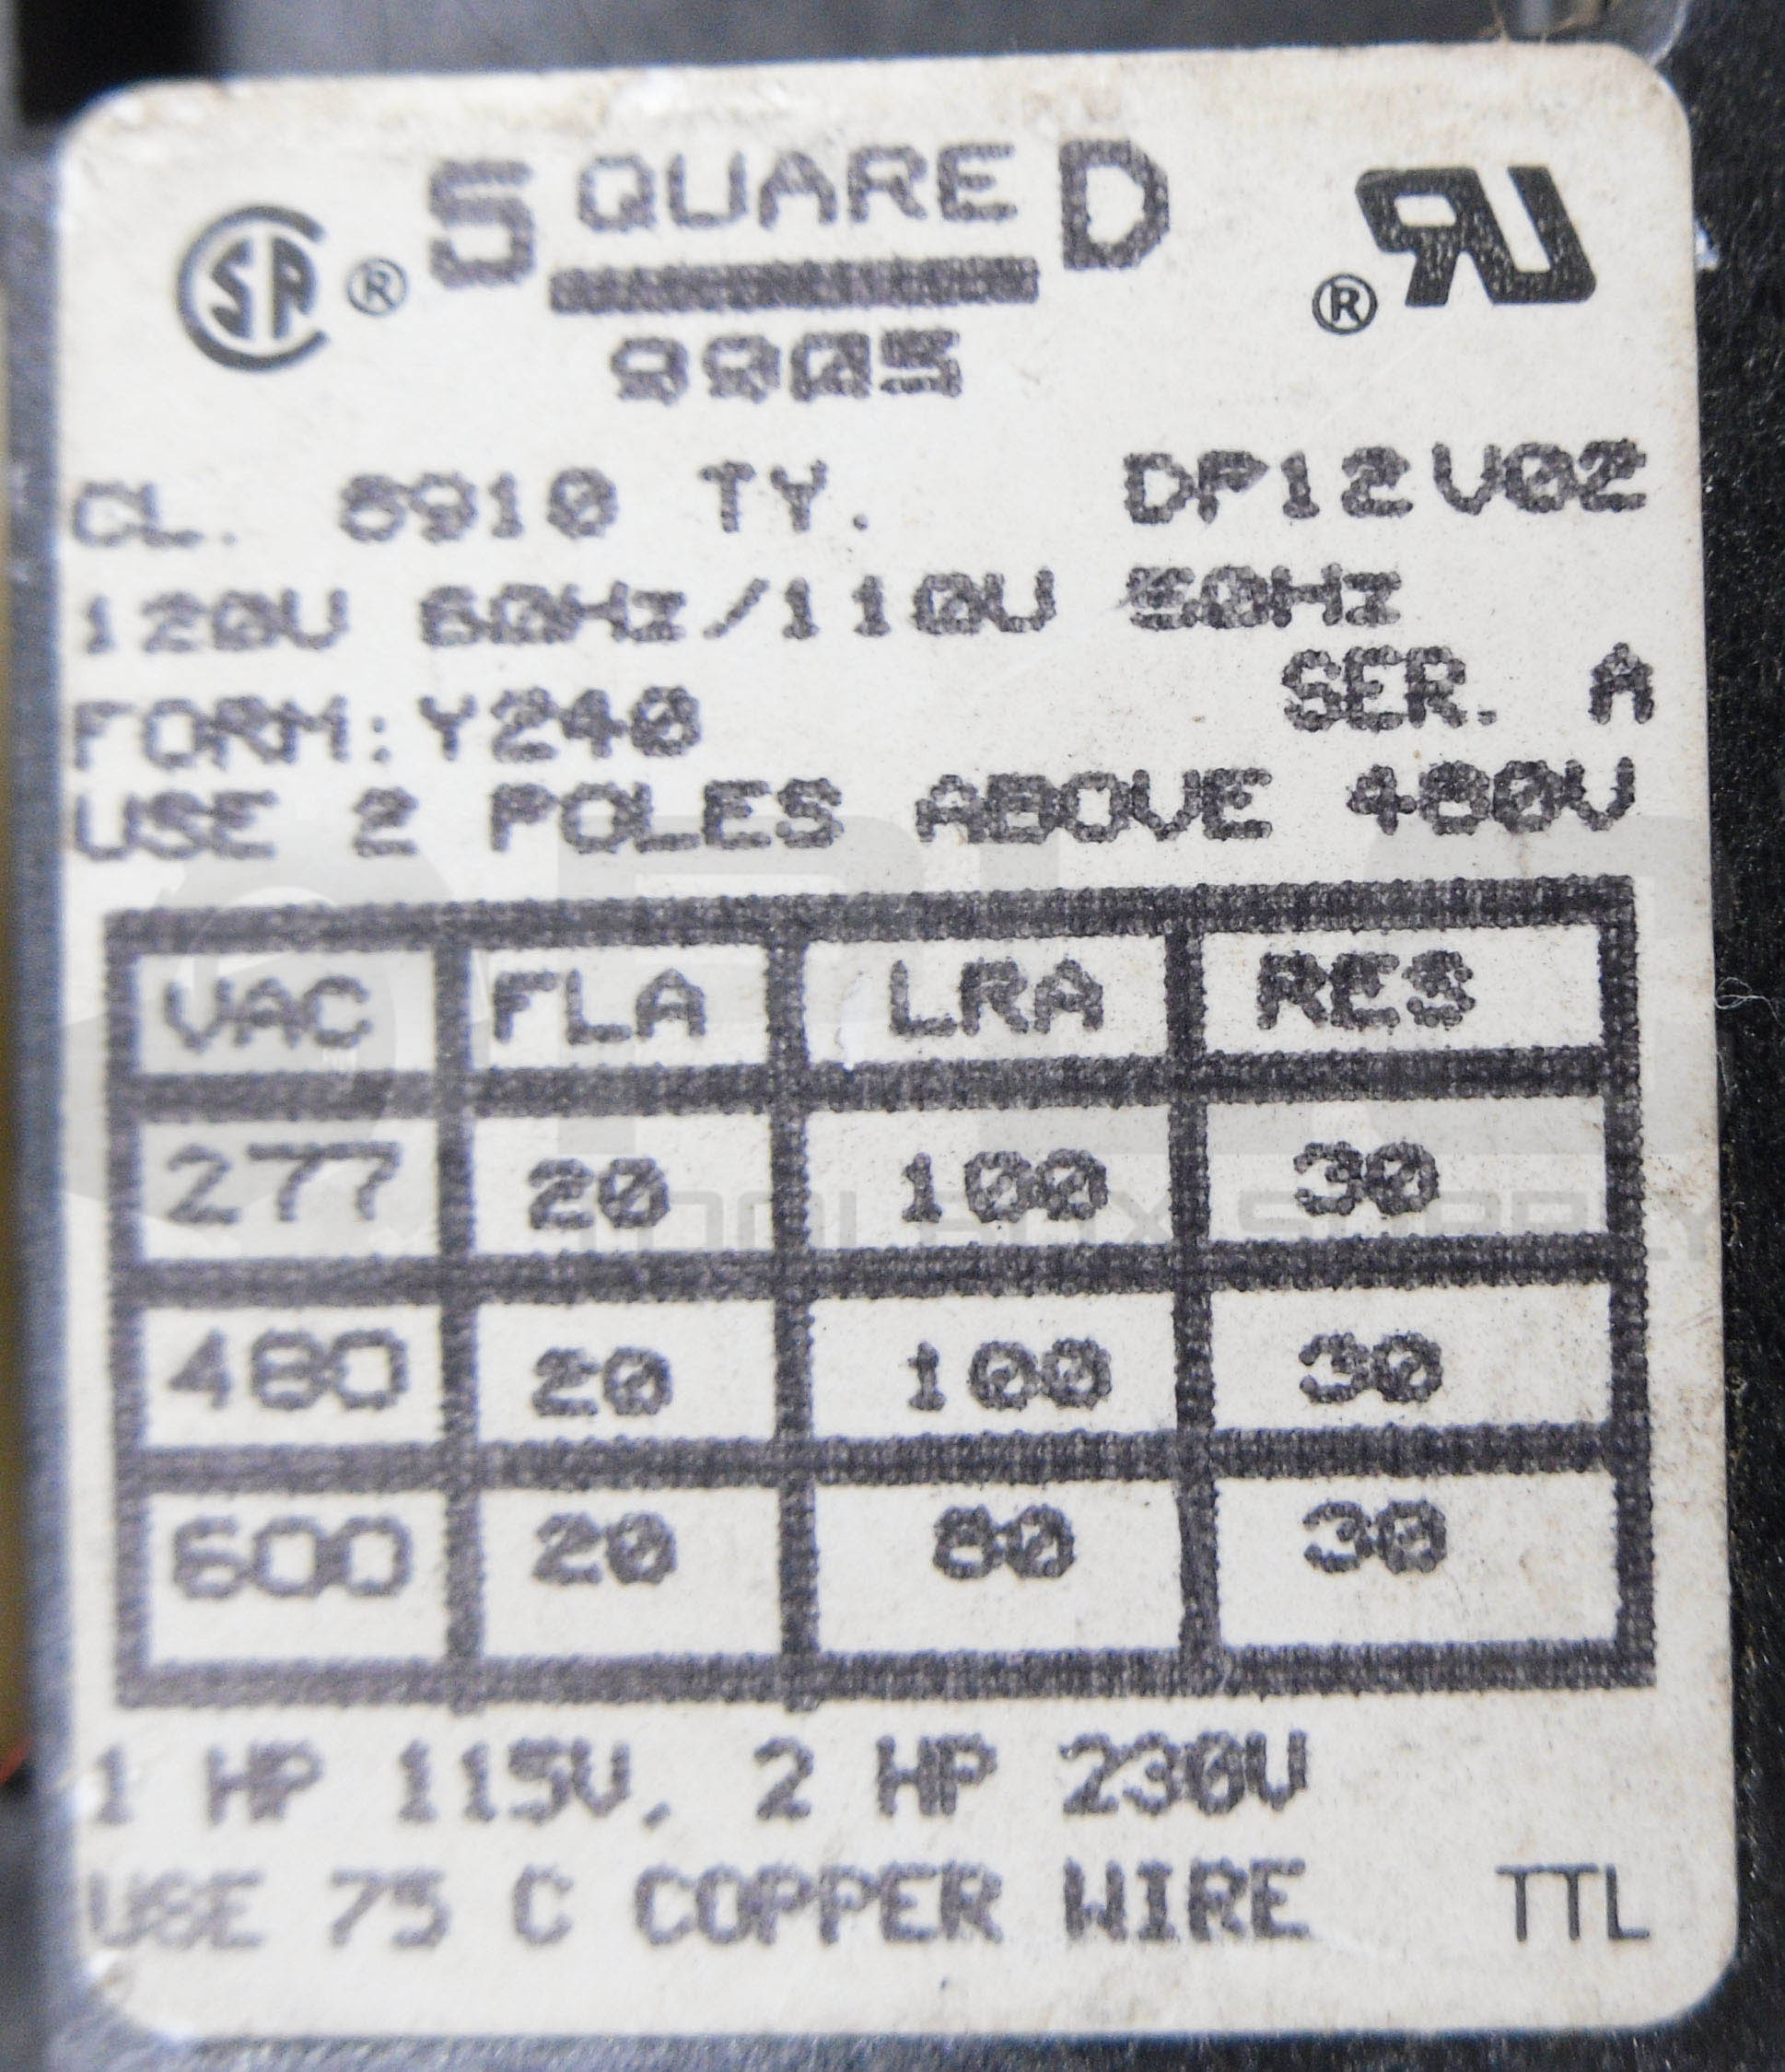 SQUARE D
9905
CL. 8910 TY. DP12V02
120V 60Hz/110V 50Hz
SER. A
FORM:Y240
USE 2 POLES ABOVE 480V
VAC FLA LRA RES
277 20 100 30
480 20 100 30
600 20 80 30
1 HP 115V, 2 HP 230V
USE 75 C COPPER WIRE TTL
TOOLBOX SUPPLY